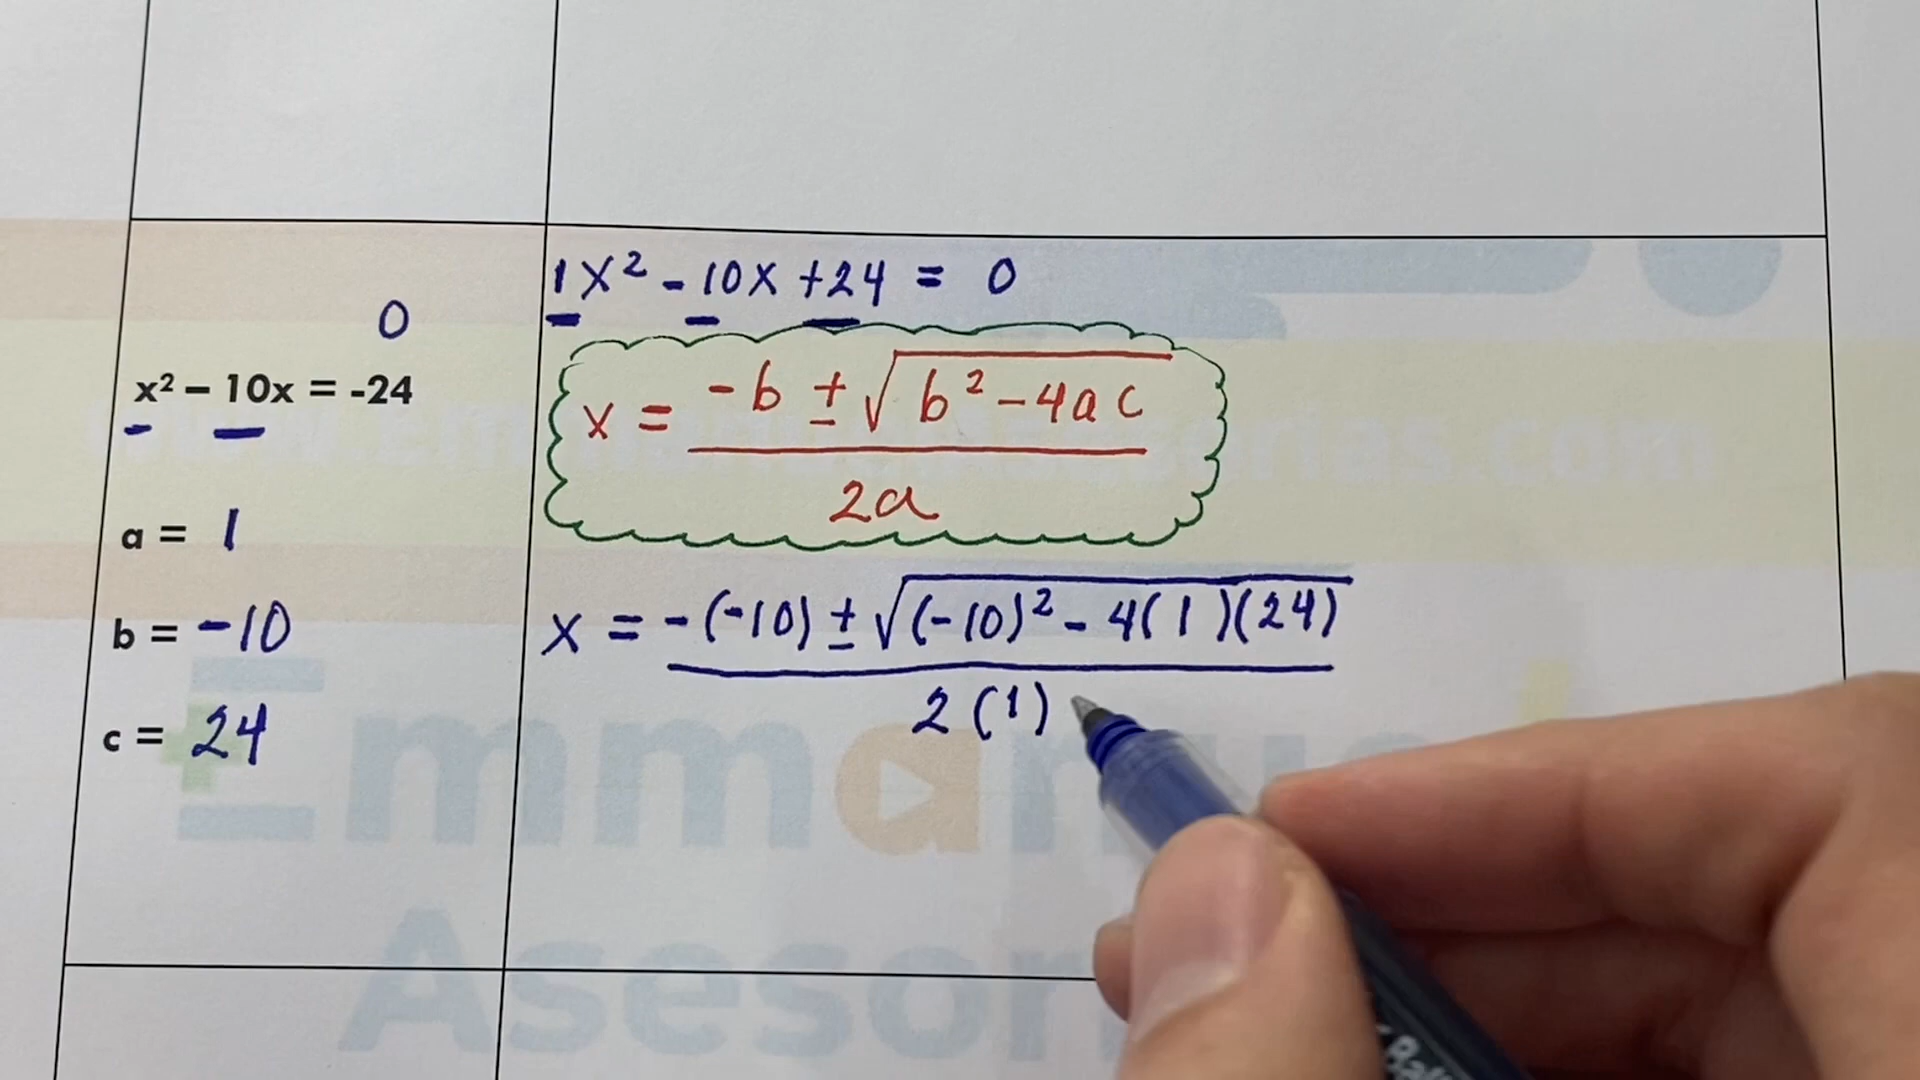 0
x² – 10x = -24
a = 1
b = -10
c = 24
1x² - 10x + 24 = 0
x = -b ± √b² - 4ac
2a
x = -(-10) ± √(-10)² - 4(1)(24)
2(1)
Asesor